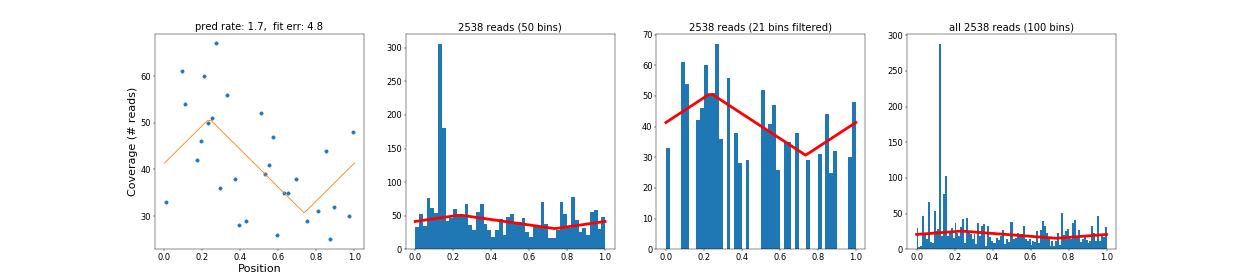 pred rate: 1.7,  fit err: 4.8
Coverage (# reads)
60
50
40
30
0.0 0.2 0.4 0.6 0.8 1.0
Position
2538 reads (50 bins)
300
250
200
150
100
50
0
0.0 0.2 0.4 0.6 0.8 1.0
2538 reads (21 bins filtered)
70
60
50
40
30
20
10
0
0.0 0.2 0.4 0.6 0.8 1.0
all 2538 reads (100 bins)
300
250
200
150
100
50
0
0.0 0.2 0.4 0.6 0.8 1.0